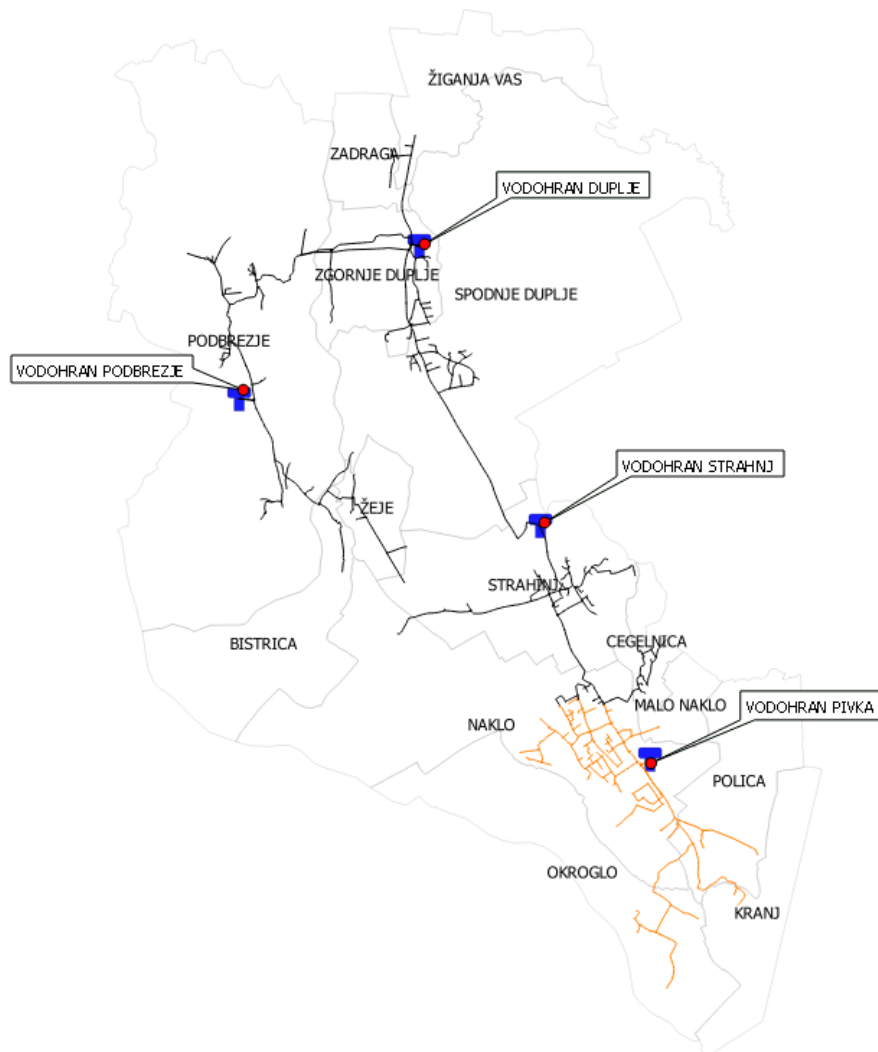 ŽIGANJA VAS
ZADRAGA
VODOHRAN DUPLJE
ZGORNJE DUPLJE
SPODNJE DUPLJE
PODBREZJE
VODOHRAN PODBREZJE
VODOHRAN STRAHNJ
ŽEJE
STRAHINJ
BISTRICA
CEGELNICA
MALO NAKLO
VODOHRAN PIVKA
NAKLO
POLICA
OKROGLO
KRANJ